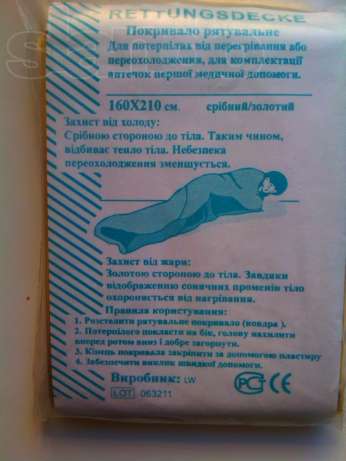 RETTUNGSDECKE
Покривало рятувальне
Для потерпілах від перегрівання або
переохолодження, для комплектації
аптечок першої медичної допомоги.
160X210 см. срібний/золотий
Захист від холоду:
Срібною стороною до тіла. Таким чином,
відбиває тепло тіла. Небезпека
переохолодження зменшується.
Захист від жари:
Золотою стороною до тіла. Завдяки
відображенню сонячних променів тіло
охороняється від нагрівання.
Правила користування:
1. Розстелити рятувальне покривало (ковдра ).
2. Потерпілого покласти на бік, голову нахилити
вперед ротом вниз і добре загорнути.
3. Кінець покривала закріпити за допомогою пластиру
4. Забезпечити виклик швидкої допомоги.
Виробник: LW
LOT 063211
РС CE